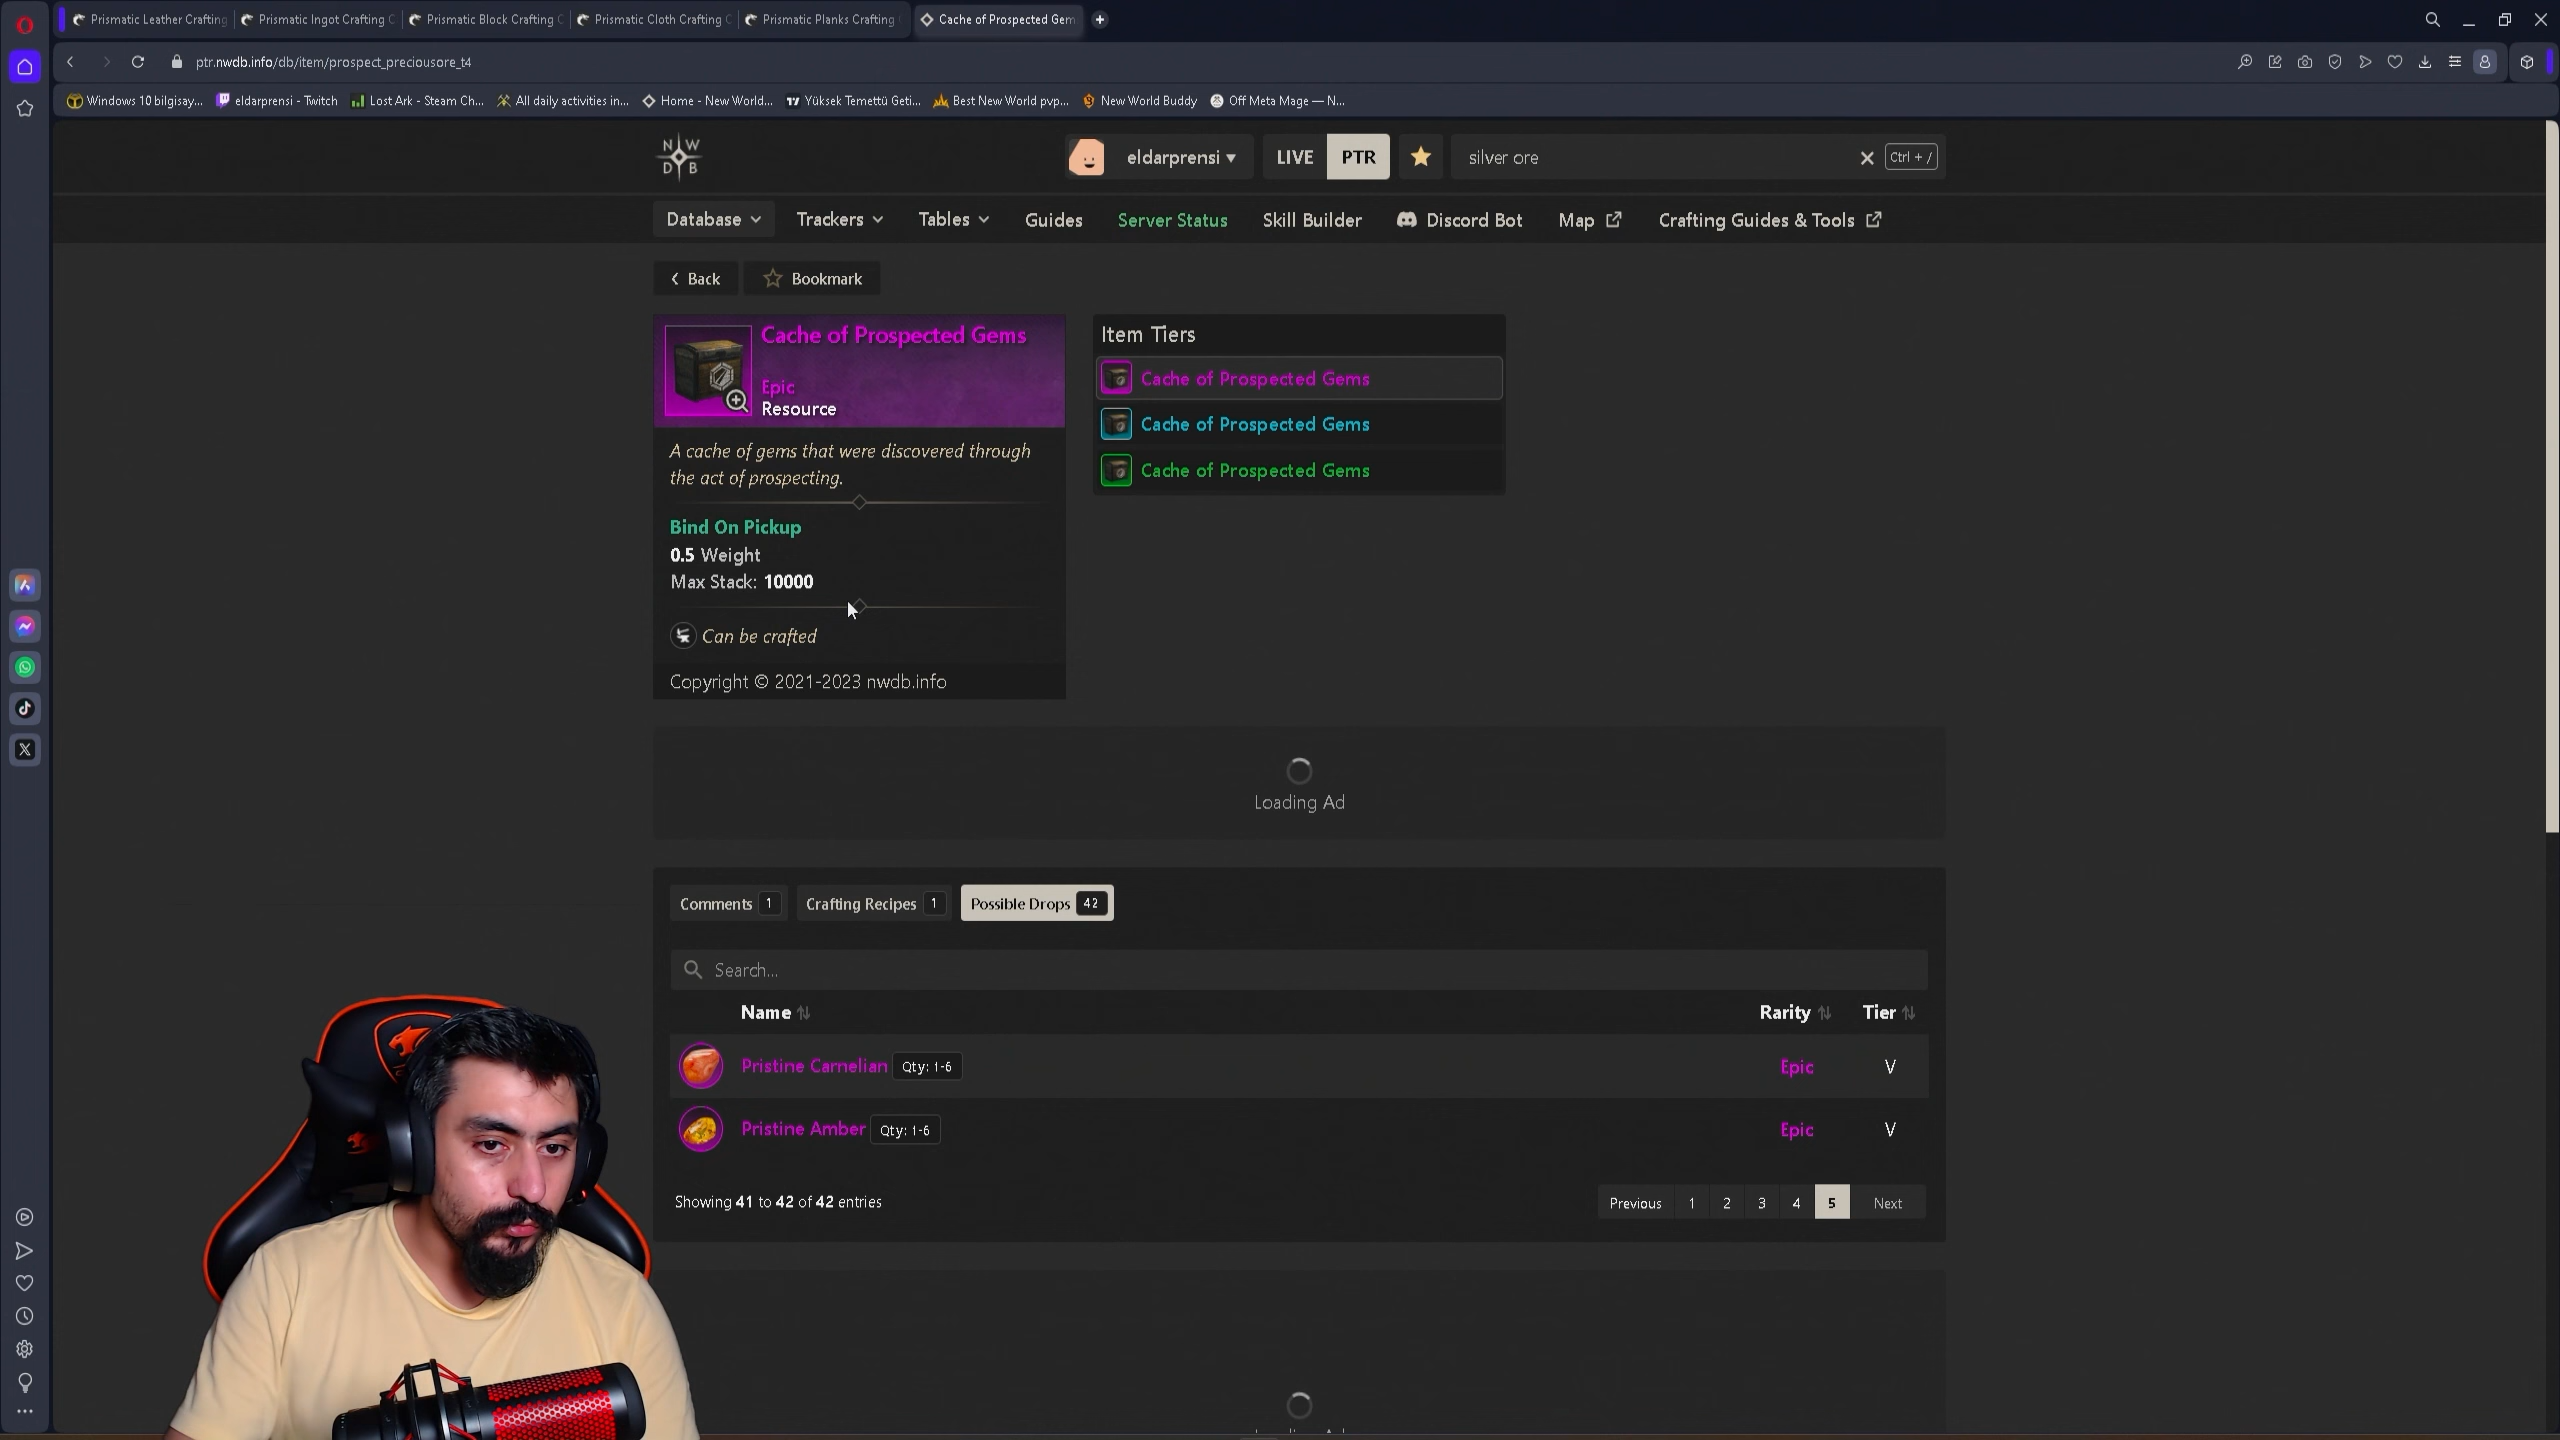 Prismatic Leather Crafting
Prismatic Ingot Crafting C
Prismatic Block Crafting C
Prismatic Cloth Crafting C
Prismatic Planks Crafting
Cache of Prospected Gem
ptr.nwdb.info/db/item/prospect_preciousore_t4
Windows 10 bilgisay...
eldarprensi - Twitch
Lost Ark - Steam Ch...
All daily activities in...
Home - New World...
Yüksek Temettü Geti...
Best New World pvp...
New World Buddy
Off Meta Mage — N...
N W
D B
eldarprensi
LIVE
PTR
silver ore
Ctrl + /
Database
Trackers
Tables
Guides
Server Status
Skill Builder
Discord Bot
Map
Crafting Guides & Tools
Back
Bookmark
Cache of Prospected Gems
Epic
Resource
A cache of gems that were discovered through
the act of prospecting.
Bind On Pickup
0.5 Weight
Max Stack: 10000
Can be crafted
Copyright © 2021-2023 nwdb.info
Item Tiers
Cache of Prospected Gems
Cache of Prospected Gems
Cache of Prospected Gems
Loading Ad
Comments 1
Crafting Recipes 1
Possible Drops 42
Search...
Name
Rarity
Tier
Pristine Carnelian Qty: 1-6
Epic
V
Pristine Amber Qty: 1-6
Epic
V
Showing 41 to 42 of 42 entries
Previous 1 2 3 4 5 Next